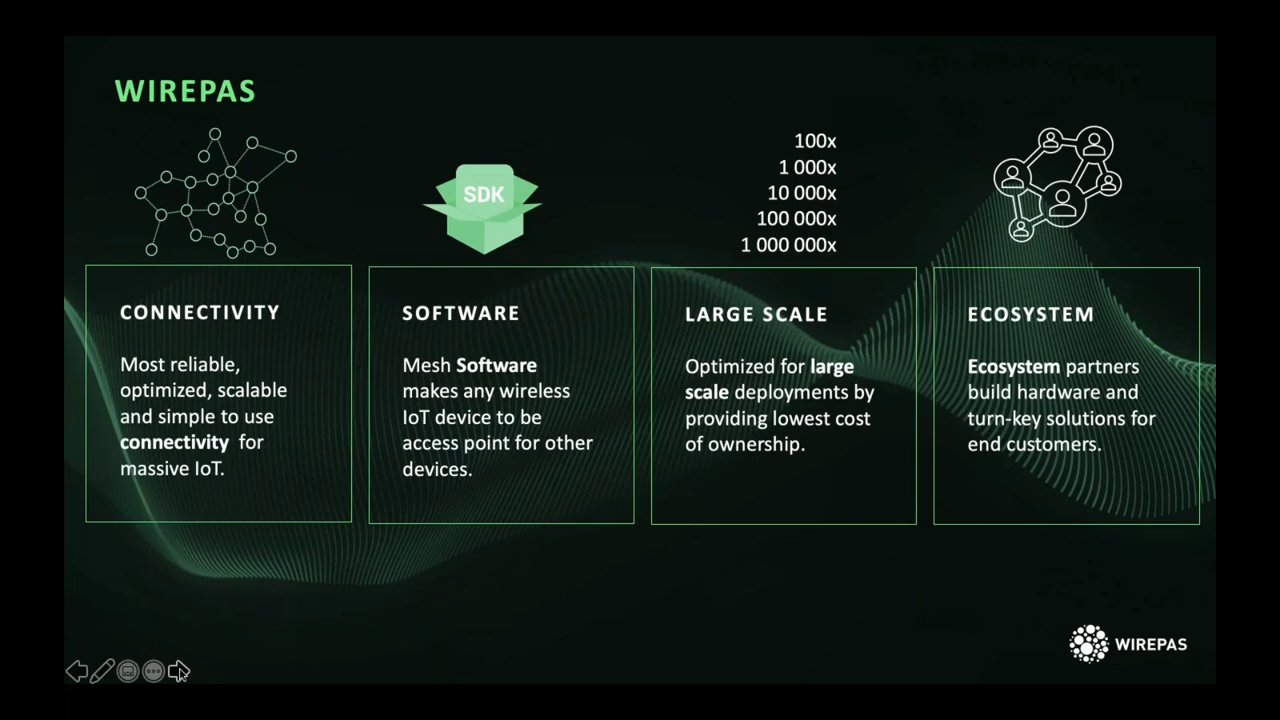 WIREPAS
SDK
100x
1 000x
10 000x
100 000x
1 000 000x
CONNECTIVITY
Most reliable,
optimized, scalable
and simple to use
connectivity for
massive IoT.
SOFTWARE
Mesh Software
makes any wireless
IoT device to be
access point for other
devices.
LARGE SCALE
Optimized for large
scale deployments by
providing lowest cost
of ownership.
ECOSYSTEM
Ecosystem partners
build hardware and
turn-key solutions for
end customers.
WIREPAS